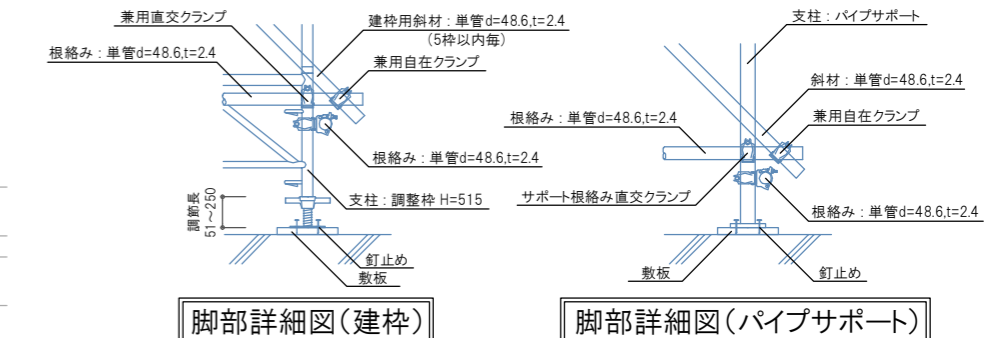 兼用直交クランプ
建枠用斜材：単管d=48.6,t=2.4
(5枠以内毎)
根絡み：単管d=48.6,t=2.4
兼用自在クランプ
根絡み：単管d=48.6,t=2.4
支柱：調整枠 H=515
調節長
51～250
釘止め
敷板
脚部詳細図(建枠)
支柱：パイプサポート
斜材：単管d=48.6,t=2.4
根絡み：単管d=48.6,t=2.4
兼用自在クランプ
サポート根絡み直交クランプ
根絡み：単管d=48.6,t=2.4
敷板
釘止め
脚部詳細図(パイプサポート)